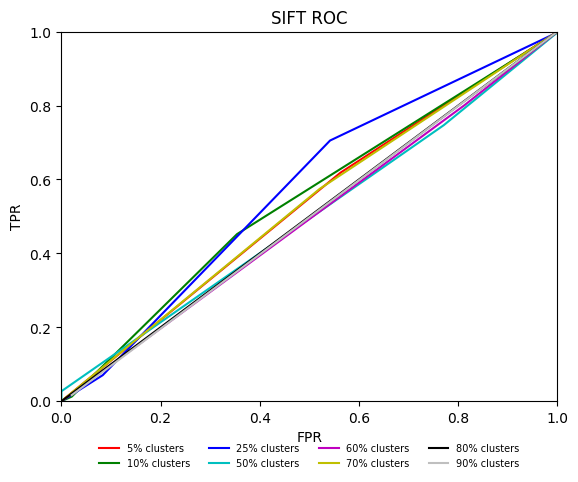 SIFT ROC
1.0
0.8
0.6
0.4
0.2
0.0
TPR
0.0 0.2 0.4 0.6 0.8 1.0
FPR
5% clusters 25% clusters 60% clusters 80% clusters
10% clusters 50% clusters 70% clusters 90% clusters